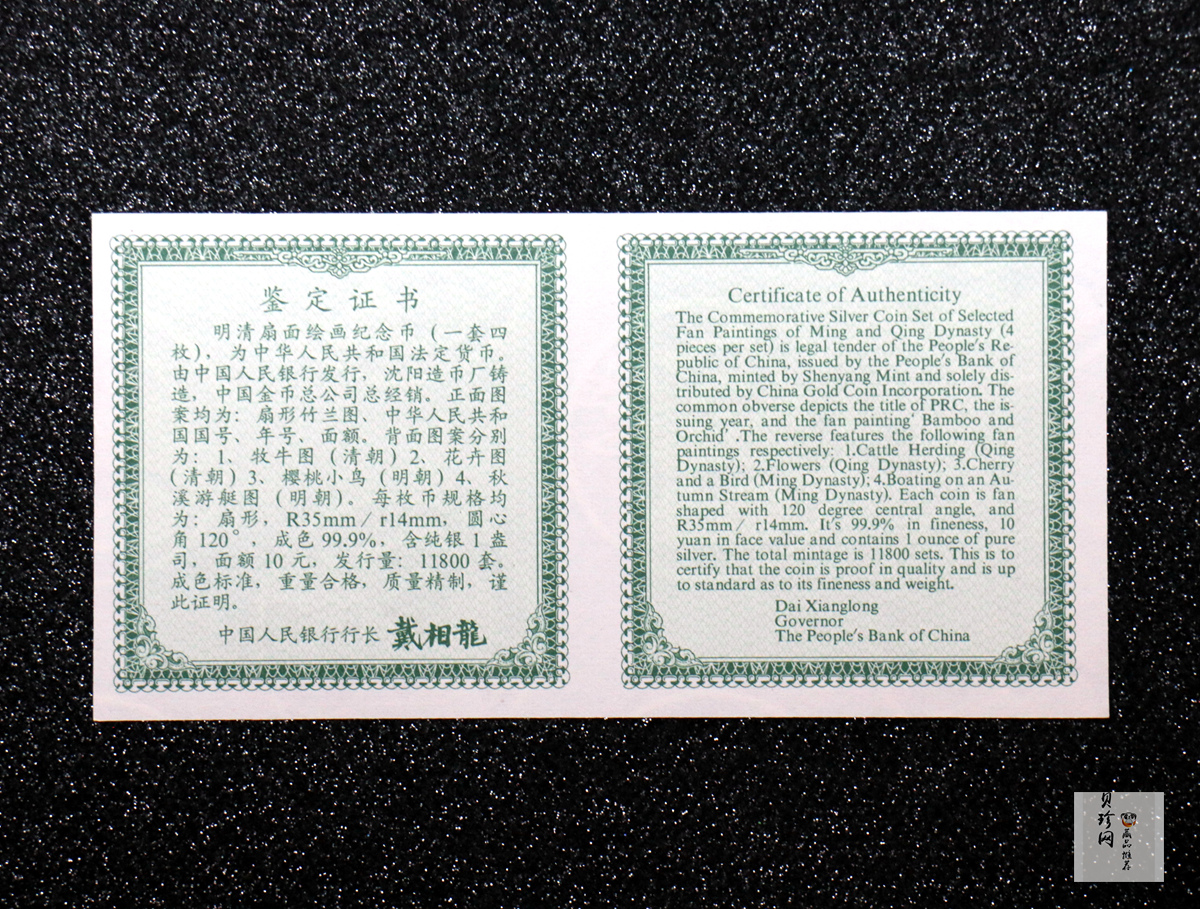 鉴定证书
明清扇面绘画纪念币（一套四
枚），为中华人民共和国法定货币。
由中国人民银行发行，沈阳造币厂铸
造，中国金币总公司总经销。正面图
案均为：扇形竹兰图、中华人民共和
国国号、年号、面额。背面图案分别
为：1、牧牛图（清朝）2、花卉图
(清朝）3、樱桃小鸟（明朝）4、秋
溪游艇图（明朝）。每枚币规格均
为：扇形，R35mm／r14mm，圆心
角120°，成色99.9%，含纯银1盎
司，面额10元，发行量：11800套。
成色标准，重量合格，质量精制，谨
此证明。
中国人民银行行长 戴相龍
Certificate of Authenticity
The Commemorative Silver Coin Set of Selected
Fan Paintings of Ming and Qing Dynasty (4
pieces per set) is legal tender of the People's Re-
public of China, issued by the People's Bank of
China, minted by Shenyang Mint and solely dis-
tributed by China Gold Coin Incorporation. The
common obverse depicts the title of PRC, the is-
suing year, and the fan painting' Bamboo and
Orchid' .The reverse features the following fan
paintings respectively: 1.Cattle Herding (Qing
Dynasty); 2.Flowers (Qing Dynasty); 3.Cherry
and a Bird (Ming Dynasty); 4.Boating on an Au-
tumn Stream (Ming Dynasty). Each coin is fan
shaped with 120 degree central angle, and
R35mm／r14mm. It's 99.9% in fineness, 10
yuan in face value and contains 1 ounce of pure
silver. The total mintage is 11800 sets. This is to
certify that the coin is proof in quality and is up
to standard as to its fineness and weight.
Dai Xianglong
Governor
The People's Bank of China
贝珍网
藏品推荐